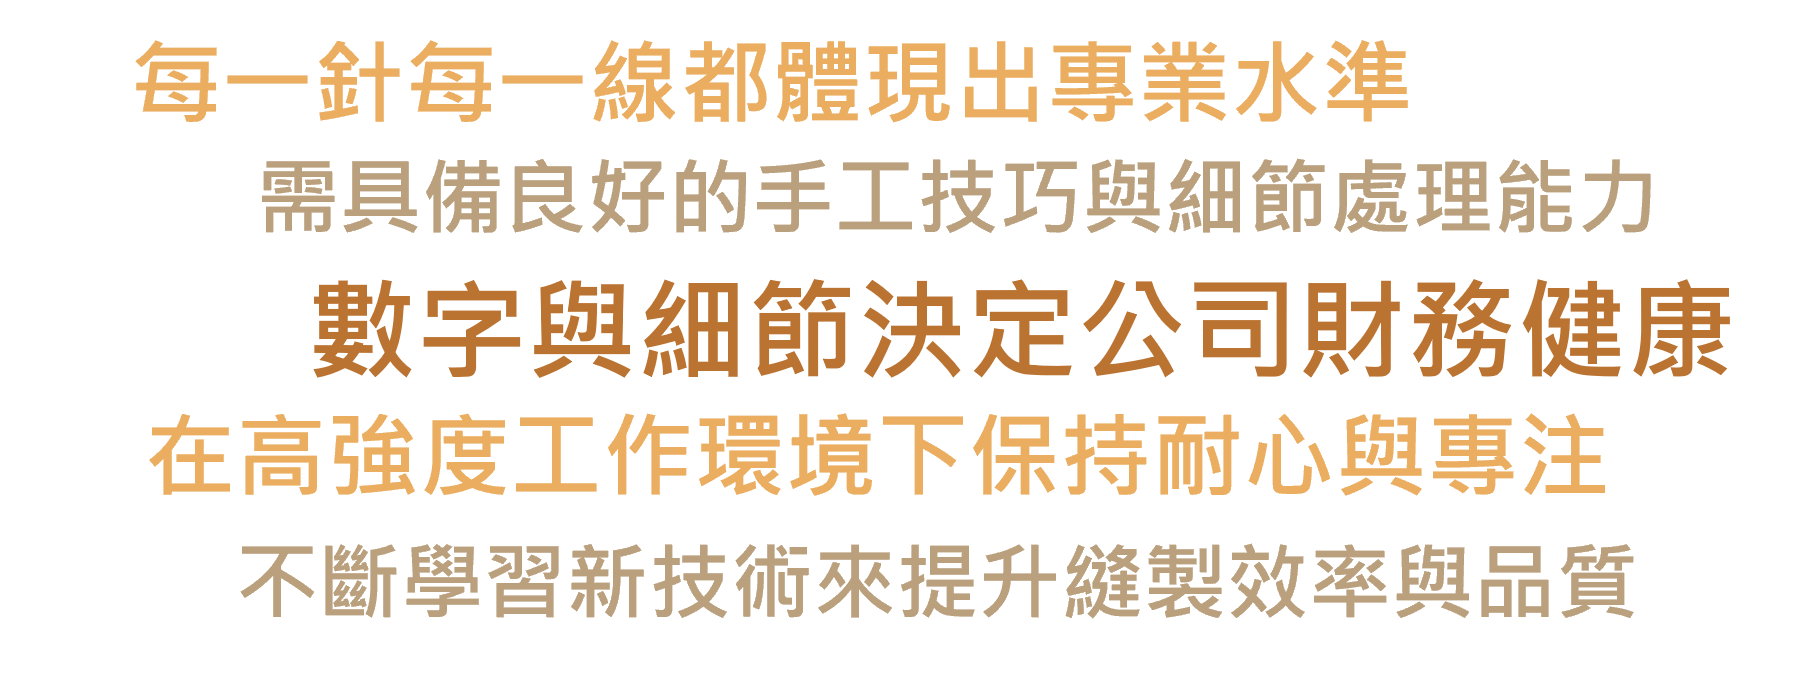 每一針每一線都體現出專業水準
需具備良好的手工技巧與細節處理能力
數字與細節決定公司財務健康
在高強度工作環境下保持耐心與專注
不斷學習新技術來提升縫製效率與品質